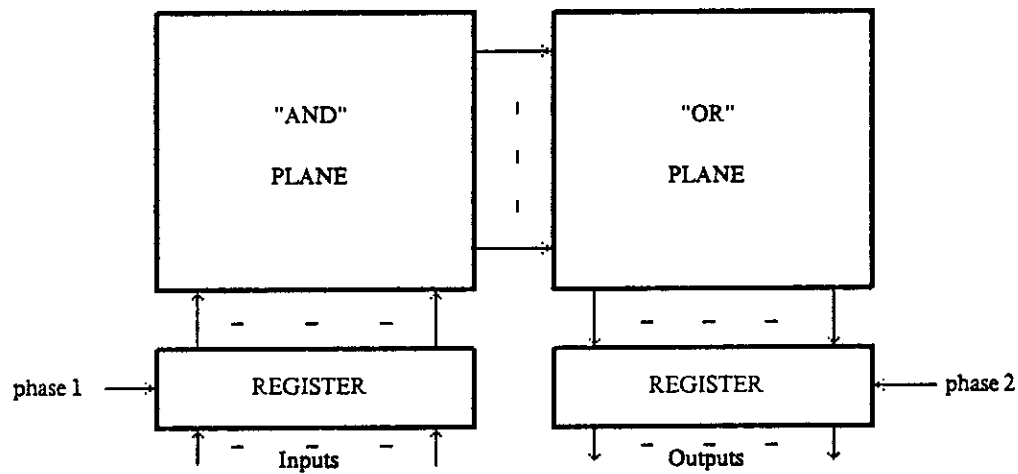 "AND"
PLANE
"OR"
PLANE
phase 1
REGISTER
REGISTER
phase 2
Inputs
Outputs